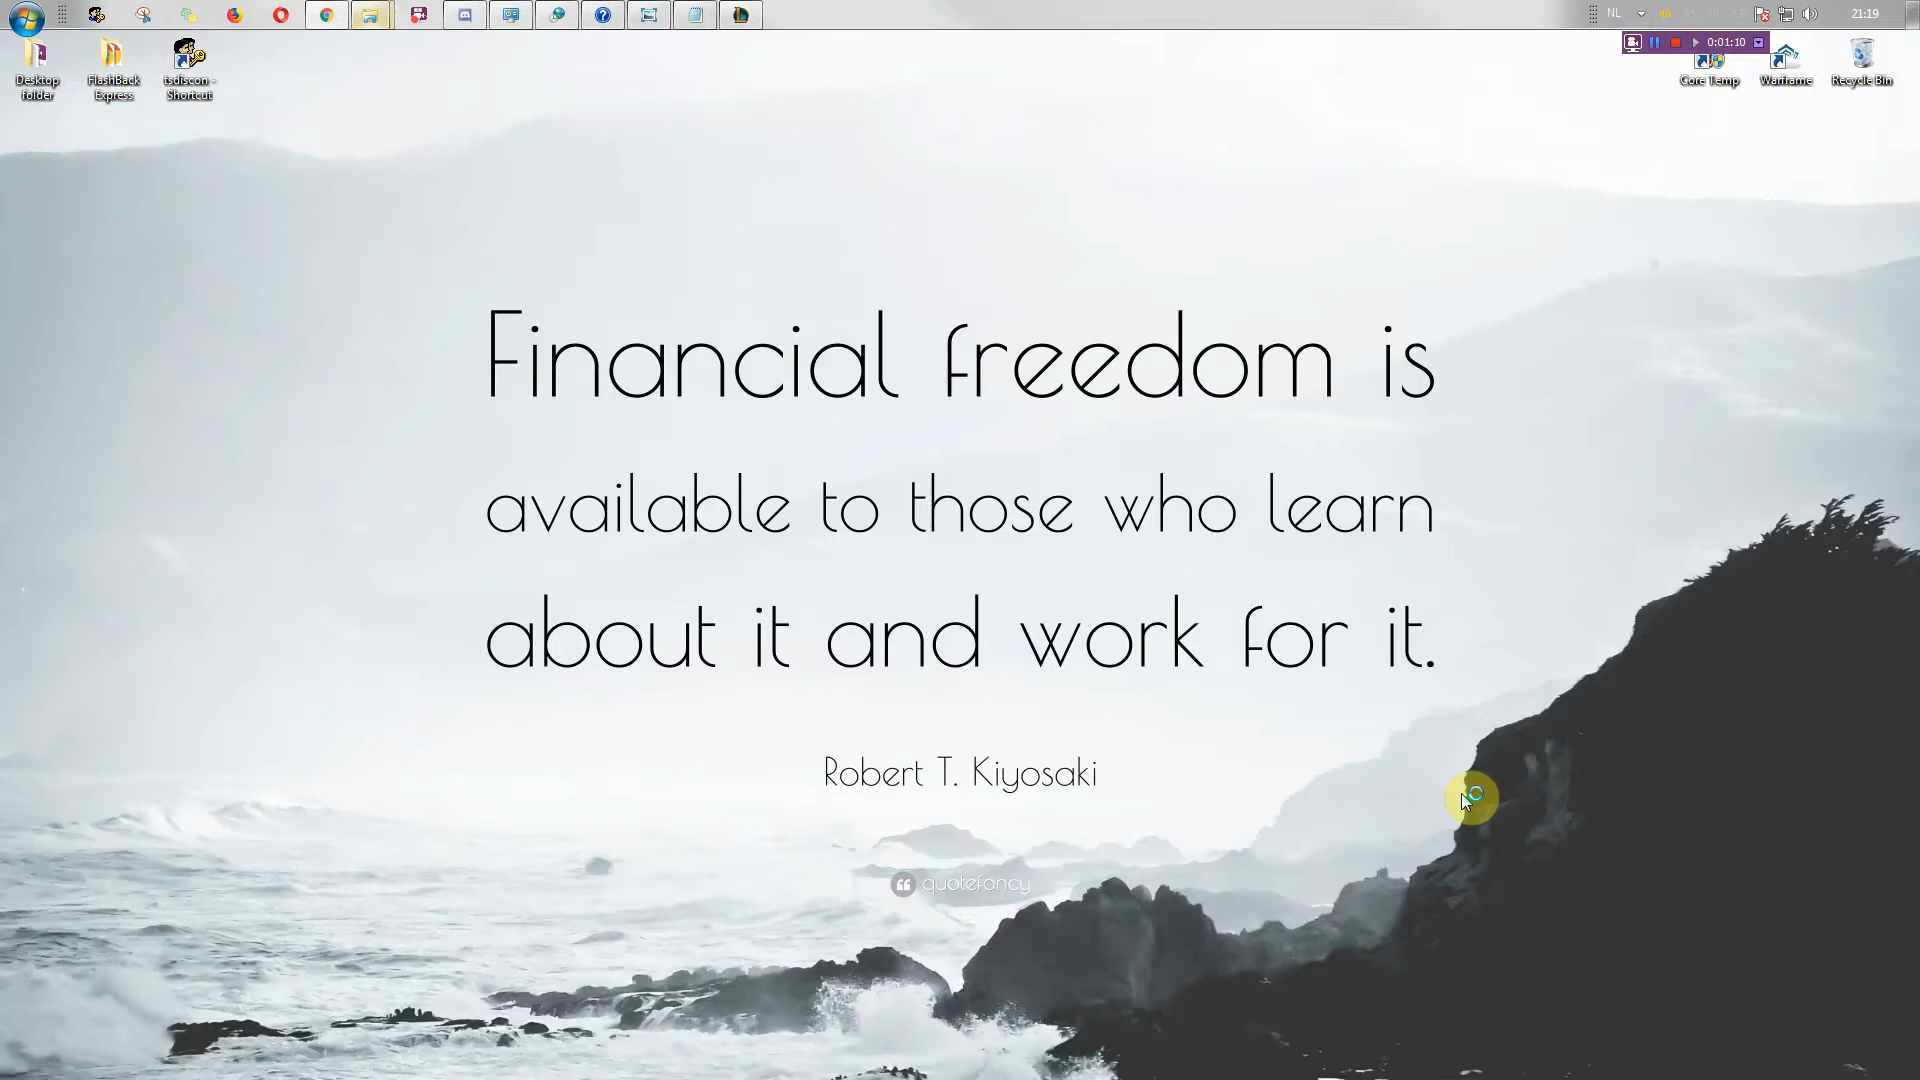 NL
21:19
0:01:10
Desktop folder
FlashBack Express
tsdiscon - Shortcut
Core Temp
Warframe
Recycle Bin
Financial freedom is
available to those who learn
about it and work for it.
Robert T. Kiyosaki
quotefancy